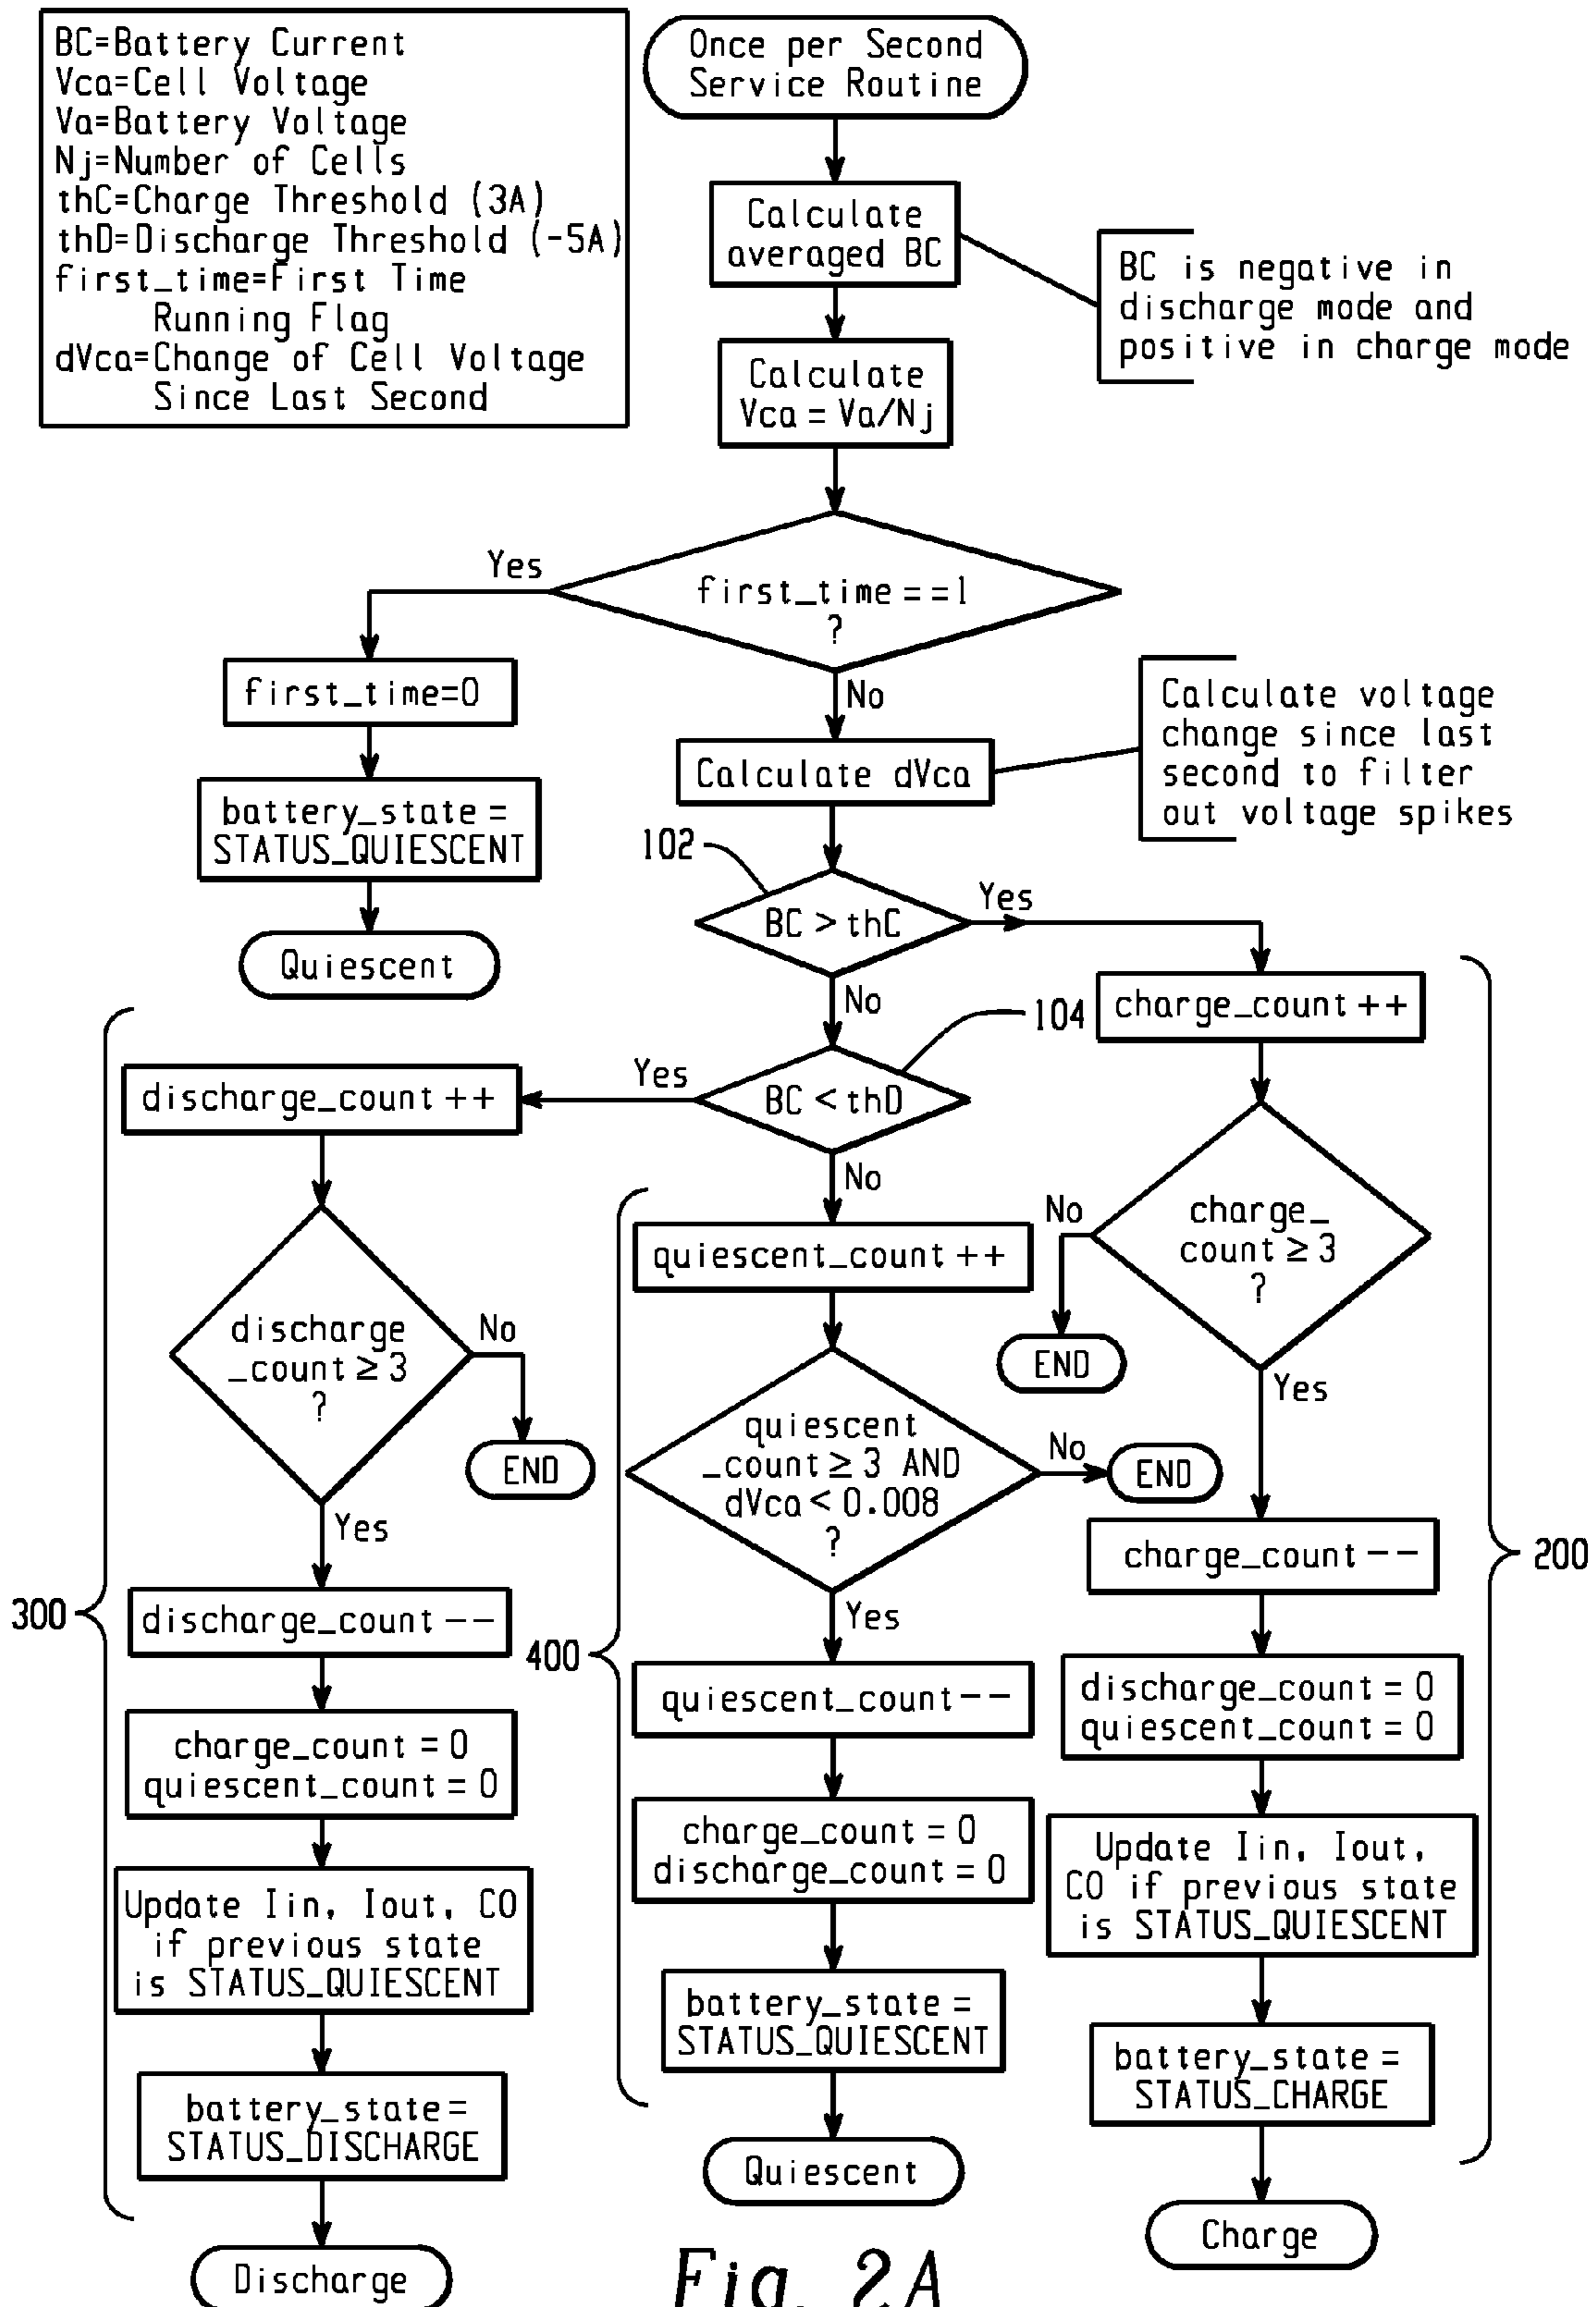 BC=Battery Current
Vca=Cell Voltage
Va=Battery Voltage
Nj=Number of Cells
thC=Charge Threshold (3A)
thD=Discharge Threshold (-5A)
first_time=First Time
Running Flag
dVca=Change of Cell Voltage
Since Last Second
Once per Second
Service Routine
Calculate
averaged BC
BC is negative in
discharge mode and
positive in charge mode
Calculate
Vca = Va/Nj
first_time==1
?
Yes
No
first_time=0
battery_state =
STATUS_QUIESCENT
Quiescent
Calculate dVca
Calculate voltage
change since last
second to filter
out voltage spikes
102
BC > thC
Yes
No
104
BC < thD
Yes
No
charge_count ++
charge_
count ≥ 3
?
No
END
Yes
charge_count --
discharge_count = 0
quiescent_count = 0
Update Iin, Iout,
C0 if previous state
is STATUS_QUIESCENT
battery_state =
STATUS_CHARGE
Charge
200
discharge_count ++
discharge
_count ≥ 3
?
No
END
Yes
discharge_count --
charge_count = 0
quiescent_count = 0
Update Iin, Iout, C0
if previous state
is STATUS_QUIESCENT
battery_state =
STATUS_DISCHARGE
Discharge
300
quiescent_count ++
quiescent
_count ≥ 3 AND
dVca < 0.008
?
No
END
Yes
quiescent_count --
charge_count = 0
discharge_count = 0
battery_state =
STATUS_QUIESCENT
Quiescent
400
Fig. 2A